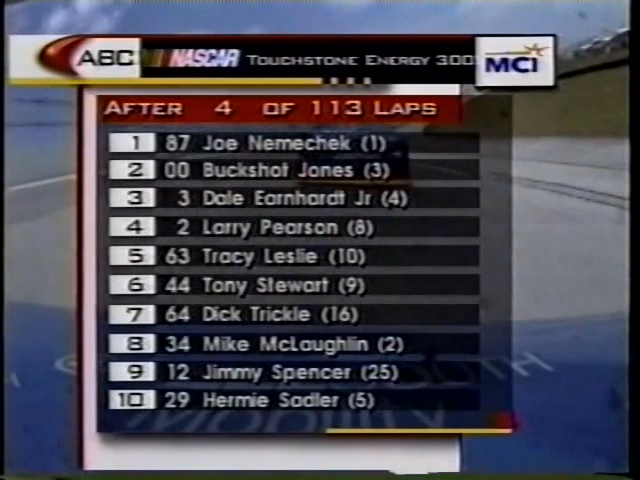 ABC NASCAR TOUCHSTONE ENERGY 300 MCI
AFTER 4 OF 113 LAPS
1 87 Joe Nemechek (1)
2 00 Buckshot Jones (3)
3 3 Dale Earnhardt Jr (4)
4 2 Larry Pearson (8)
5 63 Tracy Leslie (10)
6 44 Tony Stewart (9)
7 64 Dick Trickle (16)
8 34 Mike McLaughlin (2)
9 12 Jimmy Spencer (25)
10 29 Hermie Sadler (5)